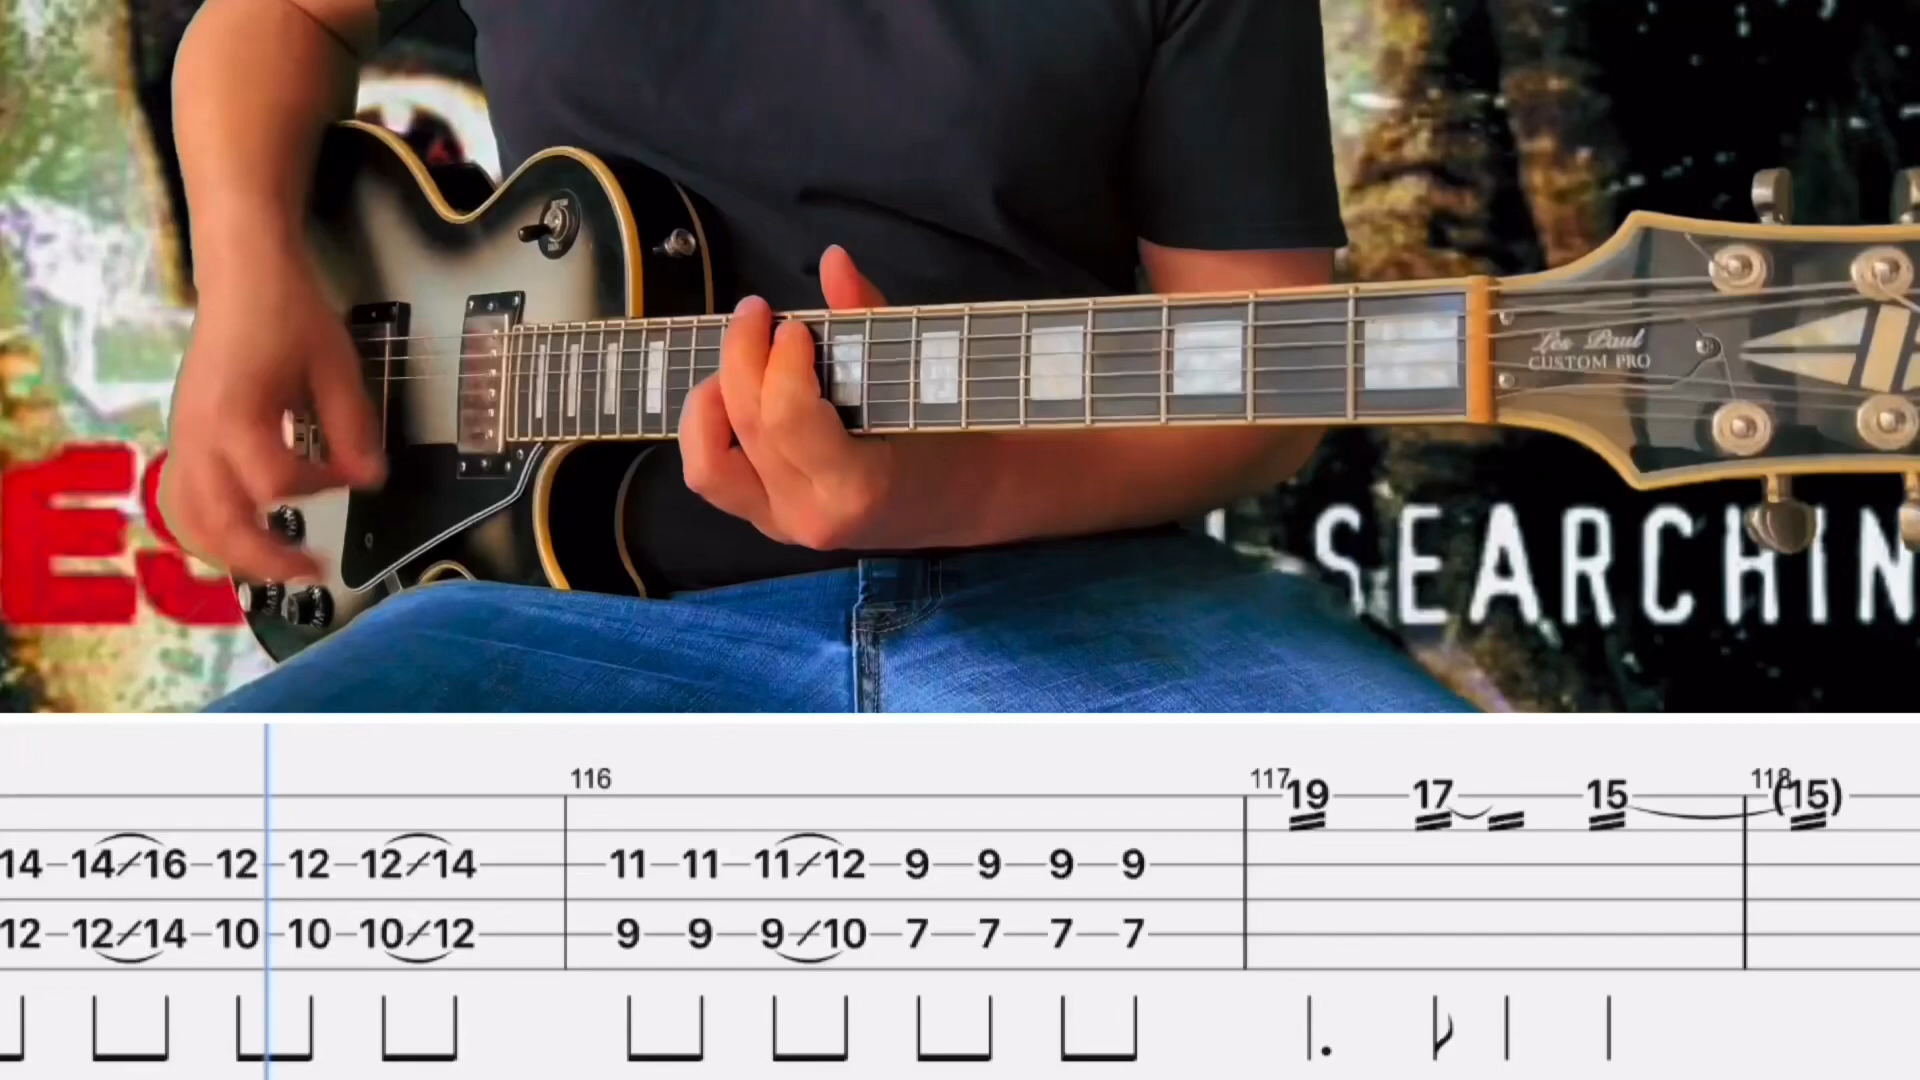 Les Paul
CUSTOM PRO
ES
SEARCHIN
116
117
118
19 17 15 (15)
14 14/16 12 12 12/14 11 11 11/12 9 9 9 9
12 12/14 10 10 10/12 9 9 9/10 7 7 7 7